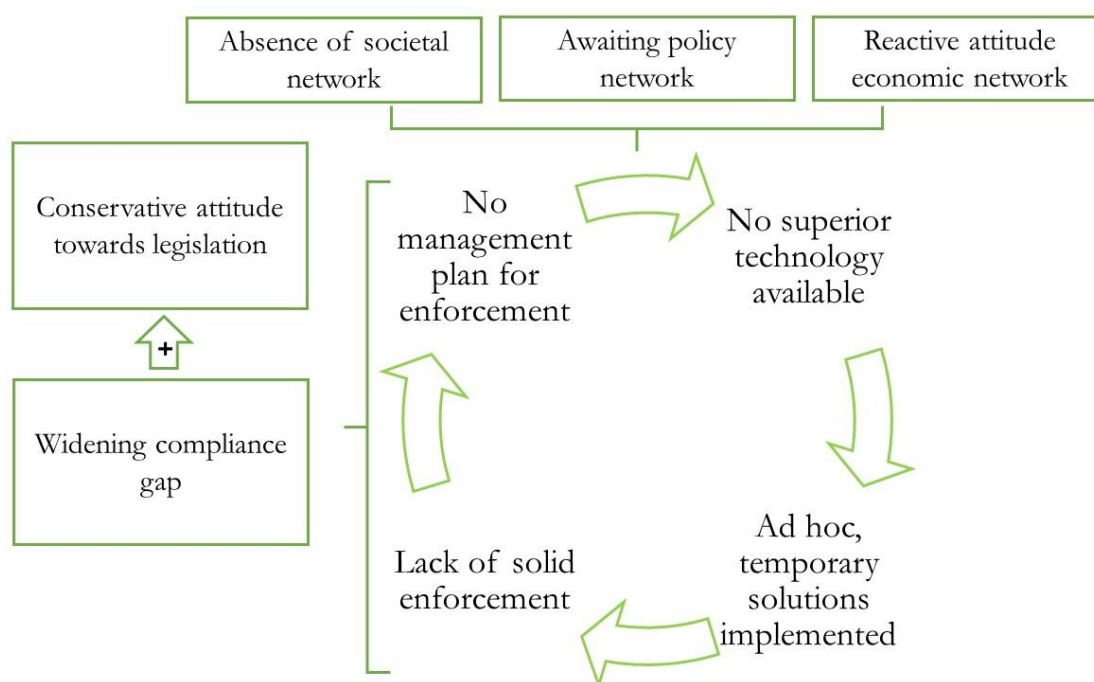 Absence of societal
network
Awaiting policy
network
Reactive attitude
economic network
Conservative attitude
towards legislation
+
Widening compliance
gap
No
management
plan for
enforcement
No superior
technology
available
Ad hoc,
temporary
solutions
implemented
Lack of solid
enforcement